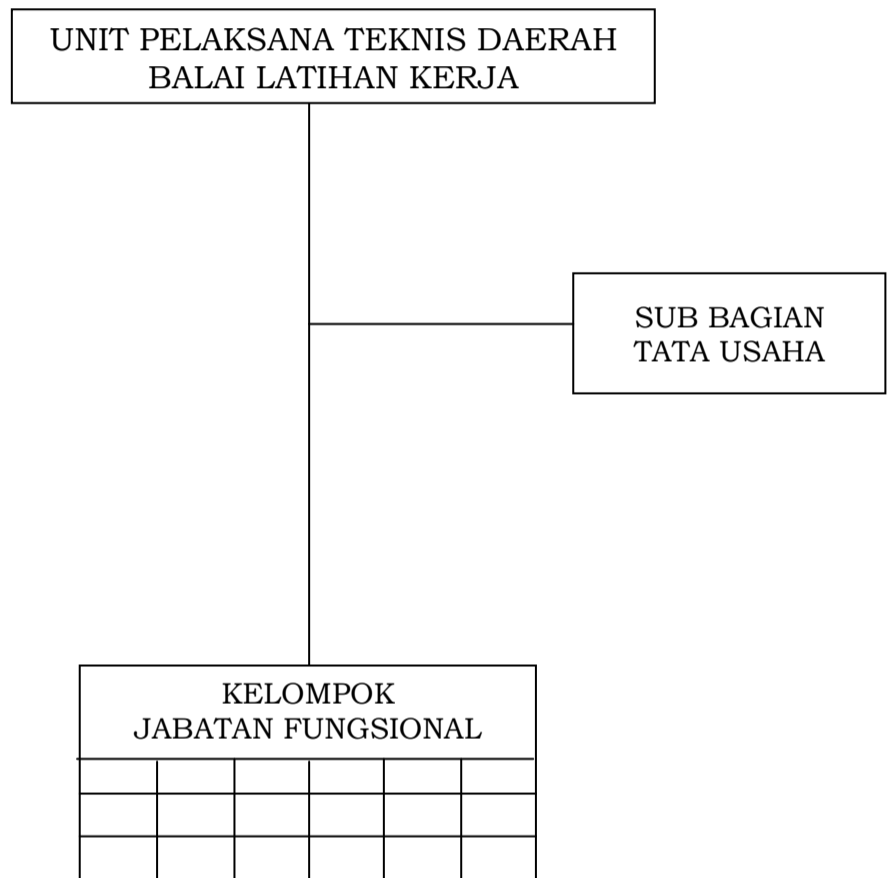 UNIT PELAKSANA TEKNIS DAERAH
BALAI LATIHAN KERJA
SUB BAGIAN
TATA USAHA
KELOMPOK
JABATAN FUNGSIONAL